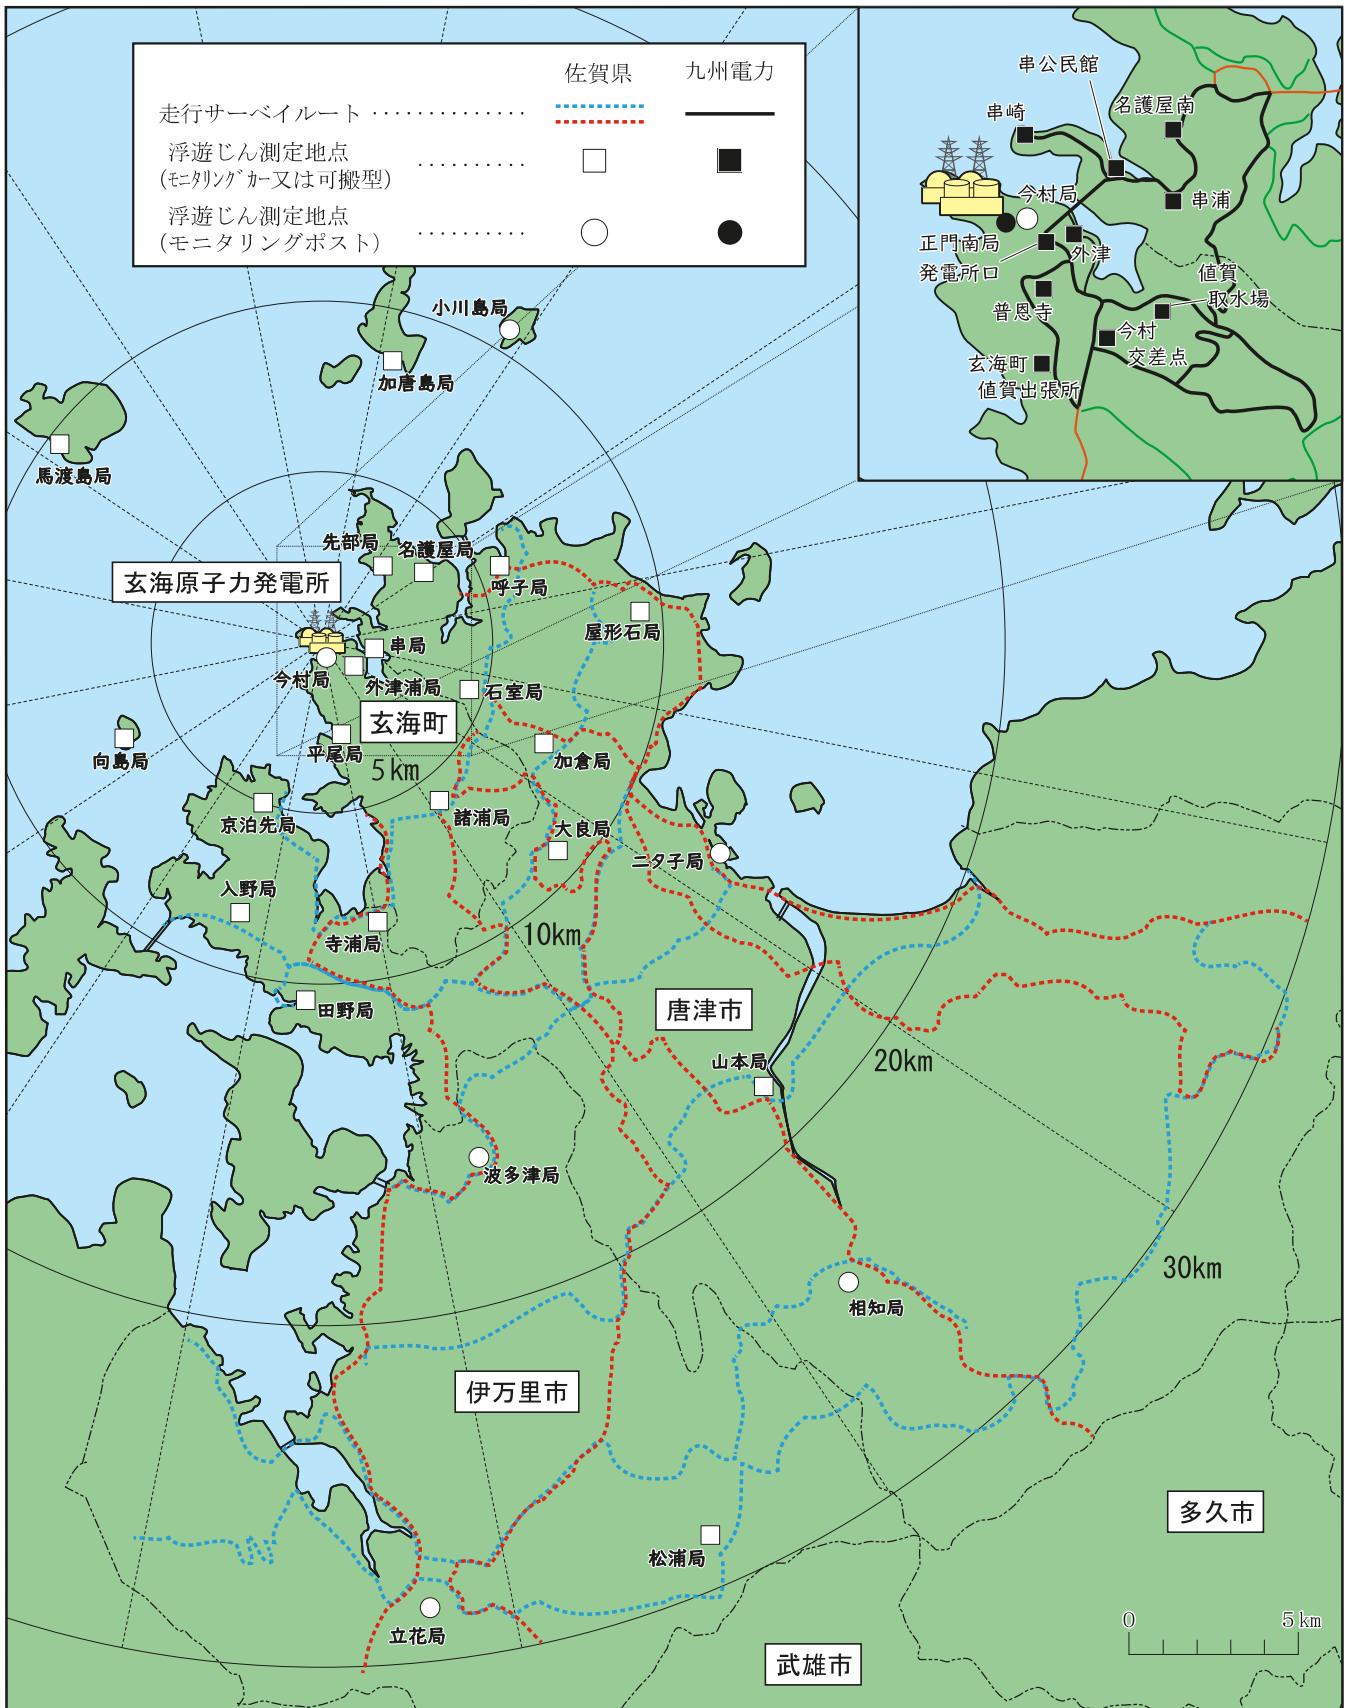 佐賀県 九州電力
走行サーベイルート ‥‥‥‥‥‥‥
浮遊じん測定地点
(モニタリングカー又は可搬型) ‥‥‥‥‥
浮遊じん測定地点
(モニタリングポスト) ‥‥‥‥‥
串公民館
串崎
名護屋南
今村局
串浦
正門南局
発電所口
外津
値賀
取水場
普恩寺
今村
交差点
玄海町
値賀出張所
小川島局
加唐島局
馬渡島局
先部局
名護屋局
玄海原子力発電所
呼子局
屋形石局
串局
今村局
外津浦局
石室局
玄海町
向島局
平尾局
加倉局
5km
京泊先局
諸浦局
大良局
二タ子局
入野局
寺浦局
10km
田野局
唐津市
山本局
20km
波多津局
30km
相知局
伊万里市
多久市
松浦局
立花局
武雄市
0 5km